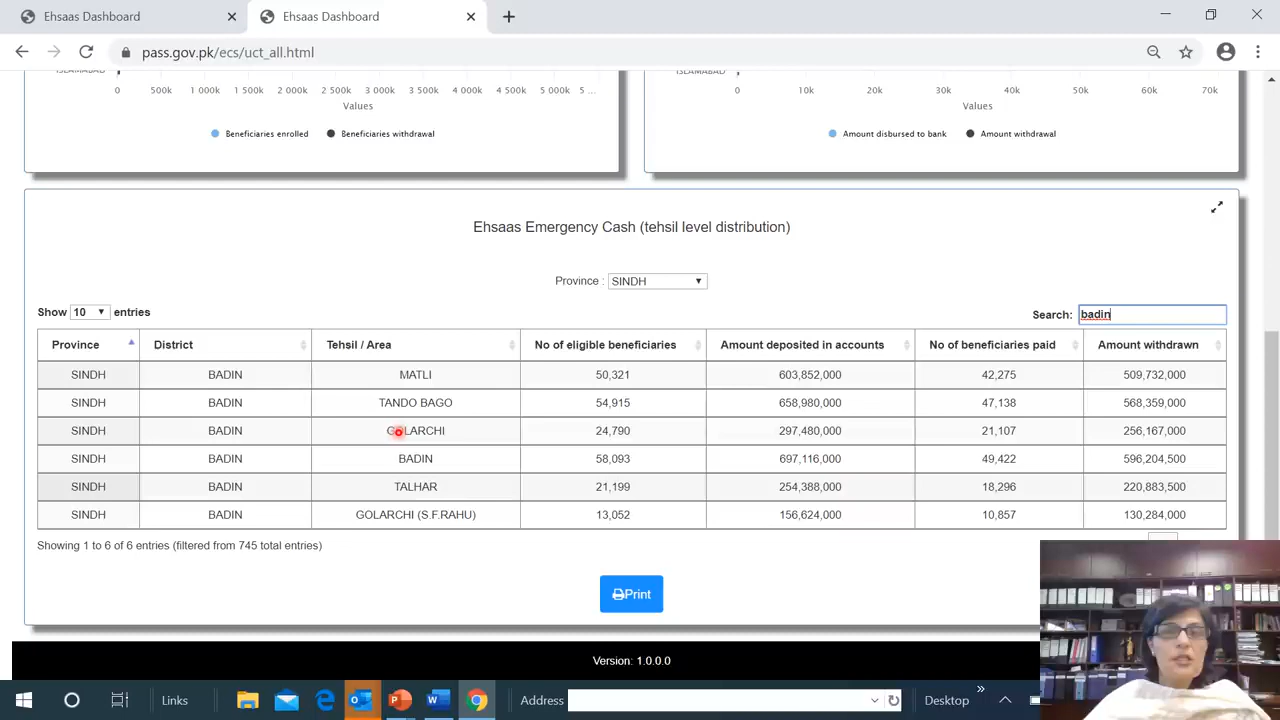 Ehsaas Dashboard
Ehsaas Dashboard
pass.gov.pk/ecs/uct_all.html
ISLAMABAD
0 500k 1 000k 1 500k 2 000k 2 500k 3 000k 3 500k 4 000k 4 500k 5 000k 5 ...
Values
Beneficiaries enrolled Beneficiaries withdrawal
ISLAMABAD
0 10k 20k 30k 40k 50k 60k 70k
Values
Amount disbursed to bank Amount withdrawal
Ehsaas Emergency Cash (tehsil level distribution)
Province : SINDH
Show 10 entries
Search: badin
Province District Tehsil / Area No of eligible beneficiaries Amount deposited in accounts No of beneficiaries paid Amount withdrawn
SINDH BADIN MATLI 50,321 603,852,000 42,275 509,732,000
SINDH BADIN TANDO BAGO 54,915 658,980,000 47,138 568,359,000
SINDH BADIN GOLARCHI 24,790 297,480,000 21,107 256,167,000
SINDH BADIN BADIN 58,093 697,116,000 49,422 596,204,500
SINDH BADIN TALHAR 21,199 254,388,000 18,296 220,883,500
SINDH BADIN GOLARCHI (S.F.RAHU) 13,052 156,624,000 10,857 130,284,000
Showing 1 to 6 of 6 entries (filtered from 745 total entries)
Print
Version: 1.0.0.0
Links
Address
Desktop